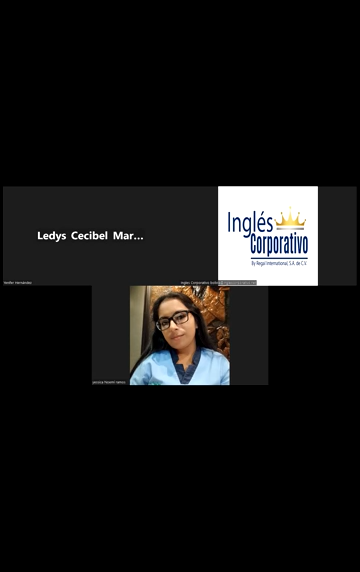 Ledys Cecibel Mar...
Inglés
Corporativo
By Regal International, S.A. de C.V.